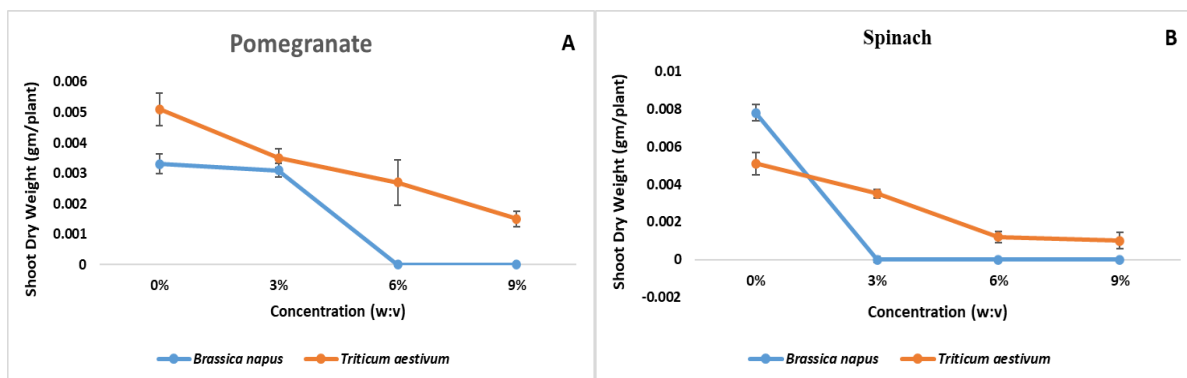 Pomegranate
A
Shoot Dry Weight (gm/plant)
0.006
0.005
0.004
0.003
0.002
0.001
0
0%
3%
6%
9%
Concentration (w:v)
Brassica napus
Triticum aestivum
Spinach
B
Shoot Dry Weight (gm/plant)
0.01
0.008
0.006
0.004
0.002
0
-0.002
0%
3%
6%
9%
Concentration (w:v)
Brassica napus
Triticum aestivum